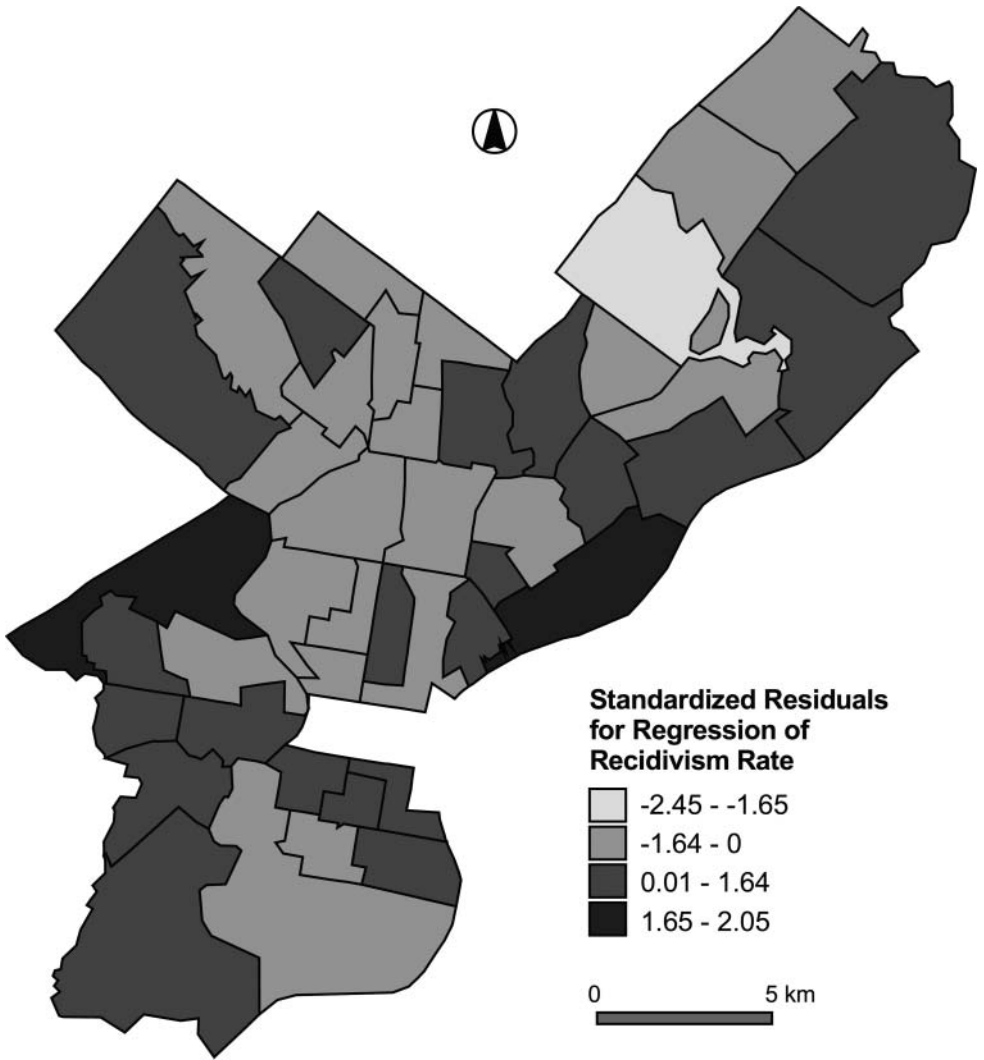 Standardized Residuals
for Regression of
Recidivism Rate
-2.45 - -1.65
-1.64 - 0
0.01 - 1.64
1.65 - 2.05
0 5 km